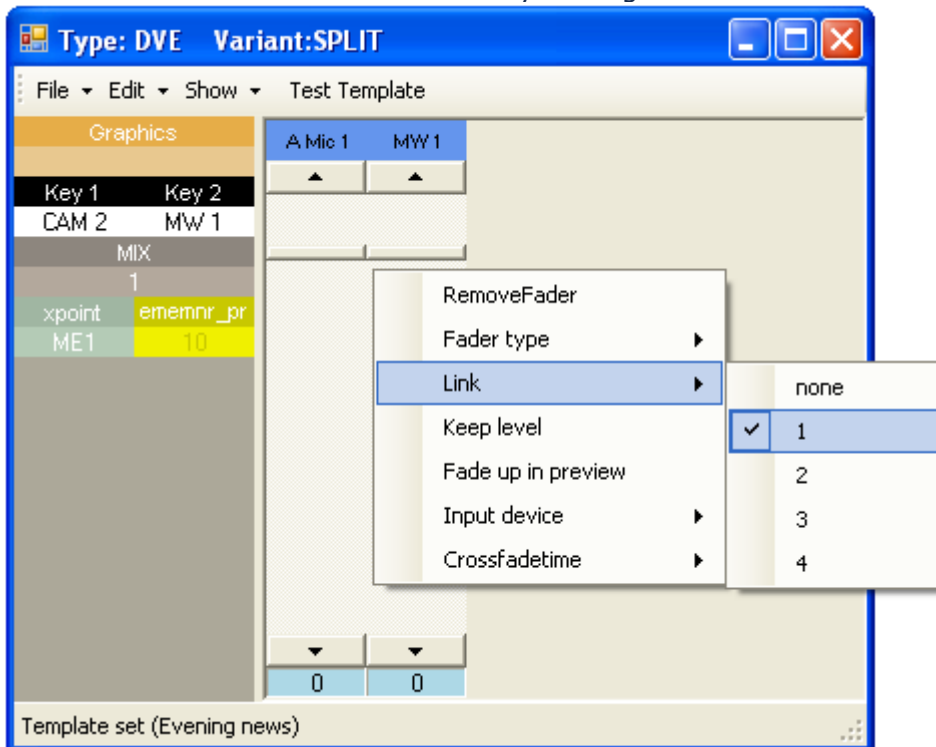 Type: DVE Variant:SPLIT
File Edit Show Test Template
Graphics
Key 1 Key 2
CAM 2 MW 1
MIX
1
xpoint ememnr_pr
ME1 10
A Mic 1 MW 1
RemoveFader
Fader type
Link
Keep level
Fade up in preview
Input device
Crossfadetime
none
1
2
3
4
0 0
Template set (Evening news)